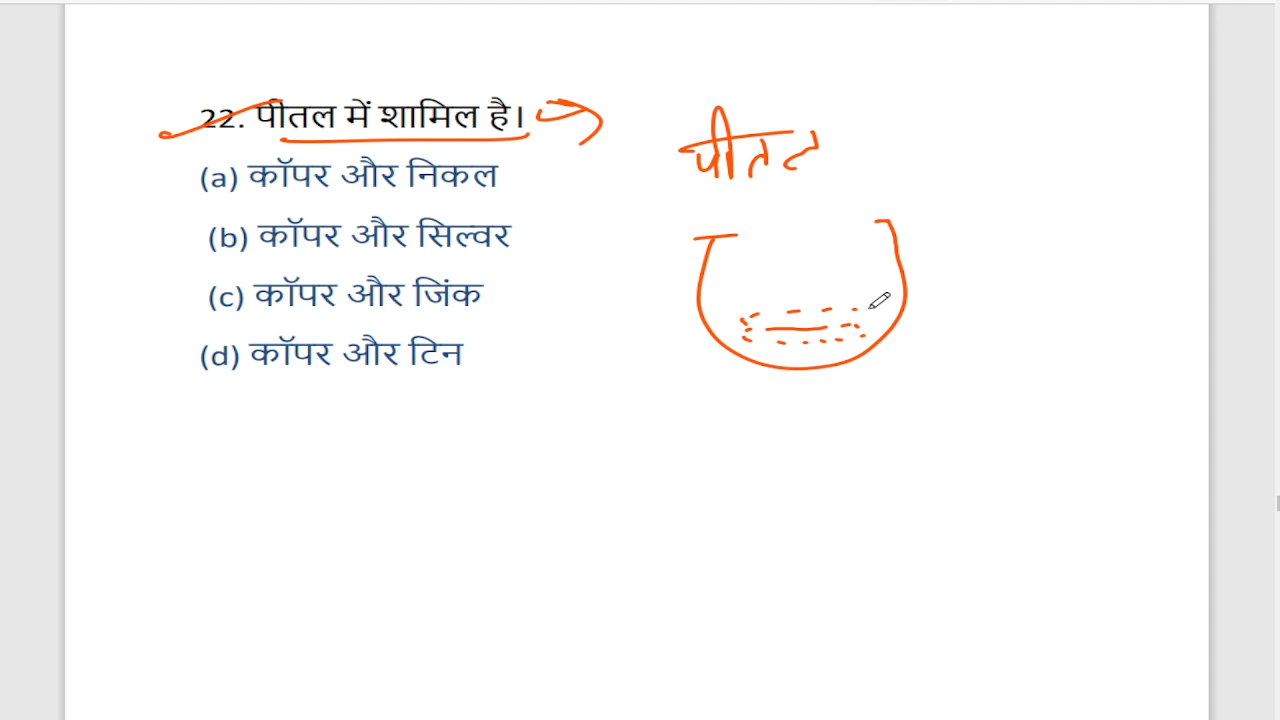 22. पीतल में शामिल है।
(a) कॉपर और निकल
(b) कॉपर और सिल्वर
(c) कॉपर और जिंक
(d) कॉपर और टिन
पीतल